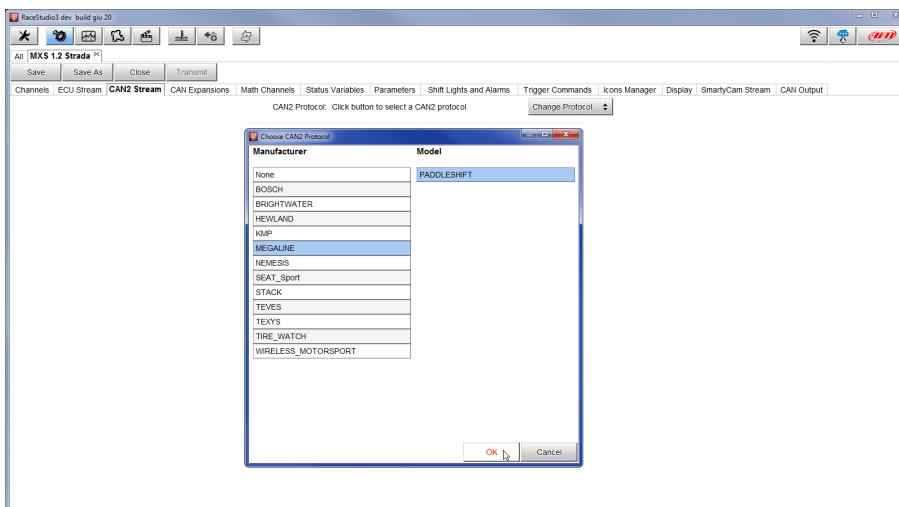 RaceStudio3 dev build giu 20
All MXS 1.2 Strada
Save Save As Close Transmit
Channels ECU Stream CAN2 Stream CAN Expansions Math Channels Status Variables Parameters Shift Lights and Alarms Trigger Commands Icons Manager Display SmartyCam Stream CAN Output
CAN2 Protocol: Click button to select a CAN2 protocol Change Protocol
Choose CAN2 Protocol
Manufacturer Model
None PADDLESHIFT
BOSCH
BRIGHTWATER
HEWLAND
KMP
MEGALINE
NEMESIS
SEAT_Sport
STACK
TEVES
TEXYS
TIRE_WATCH
WIRELESS_MOTORSPORT
OK Cancel